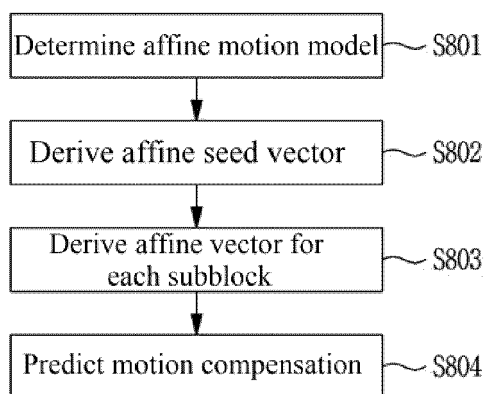 Determine affine motion model S801
Derive affine seed vector S802
Derive affine vector for
each subblock S803
Predict motion compensation S804